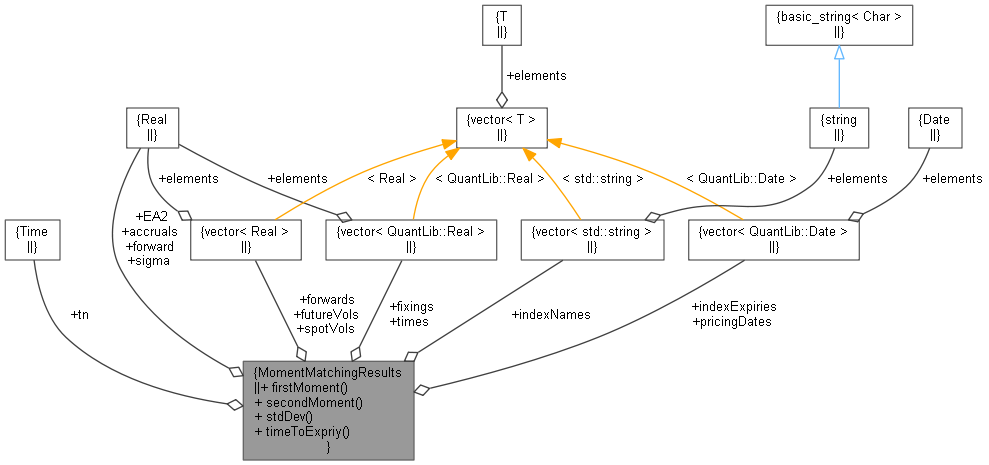 {T
||}
{basic_string< Char >
||}
+elements
{Real
||}
{vector< T >
||}
{string
||}
{Date
||}
+elements
+elements
< Real >
< QuantLib::Real >
< std::string >
< QuantLib::Date >
+elements
+elements
+EA2
+accruals
+forward
+sigma
{Time
||}
{vector< Real >
||}
{vector< QuantLib::Real >
||}
{vector< std::string >
||}
{vector< QuantLib::Date >
||}
+tn
+forwards
+futureVols
+spotVols
+fixings
+times
+indexNames
+indexExpiries
+pricingDates
{MomentMatchingResults
||+ firstMoment()
+ secondMoment()
+ stdDev()
+ timeToExpriy()
}